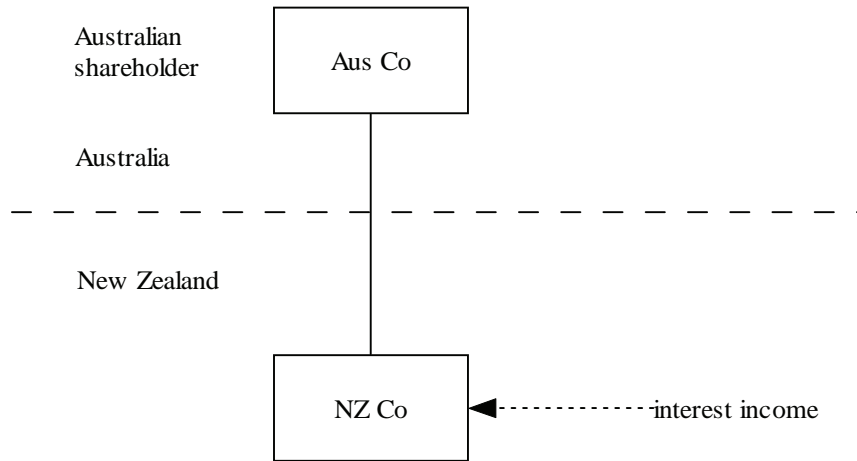 Australian
shareholder
Aus Co
Australia
New Zealand
NZ Co
interest income